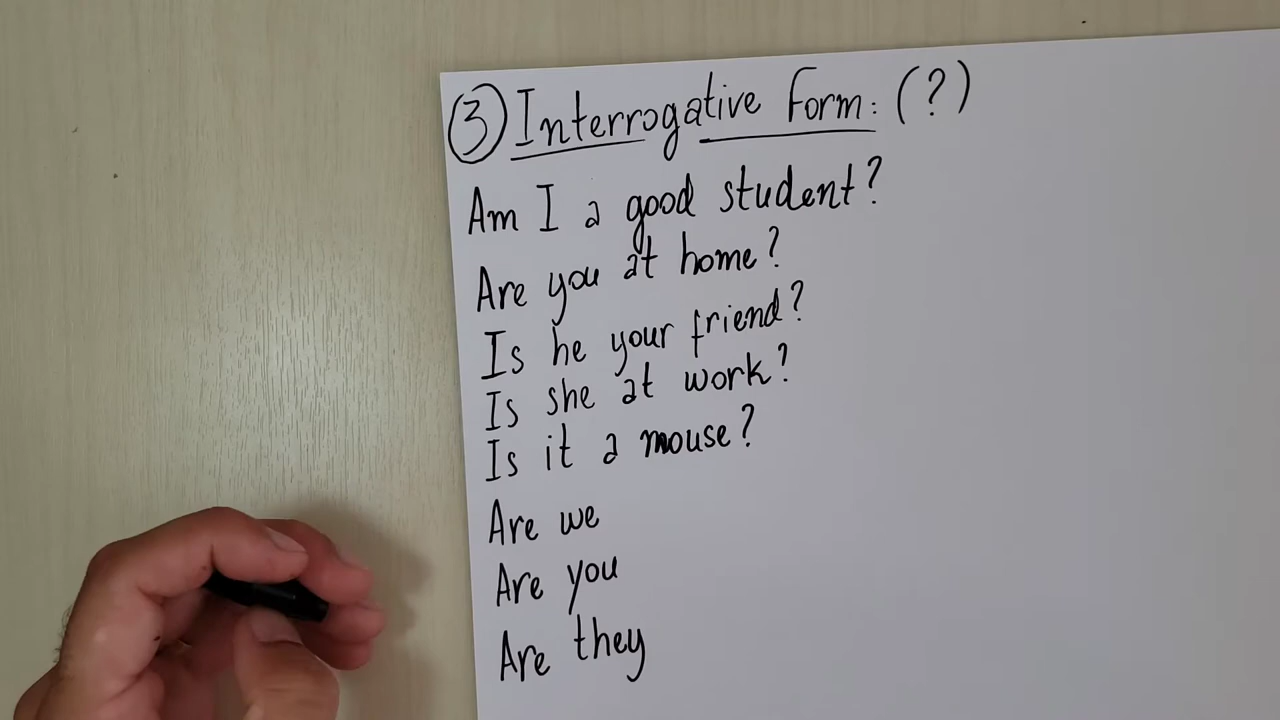 ③ Interrogative Form: (?)
Am I a good student?
Are you at home?
Is he your friend?
Is she at work?
Is it a mouse?
Are we
Are you
Are they